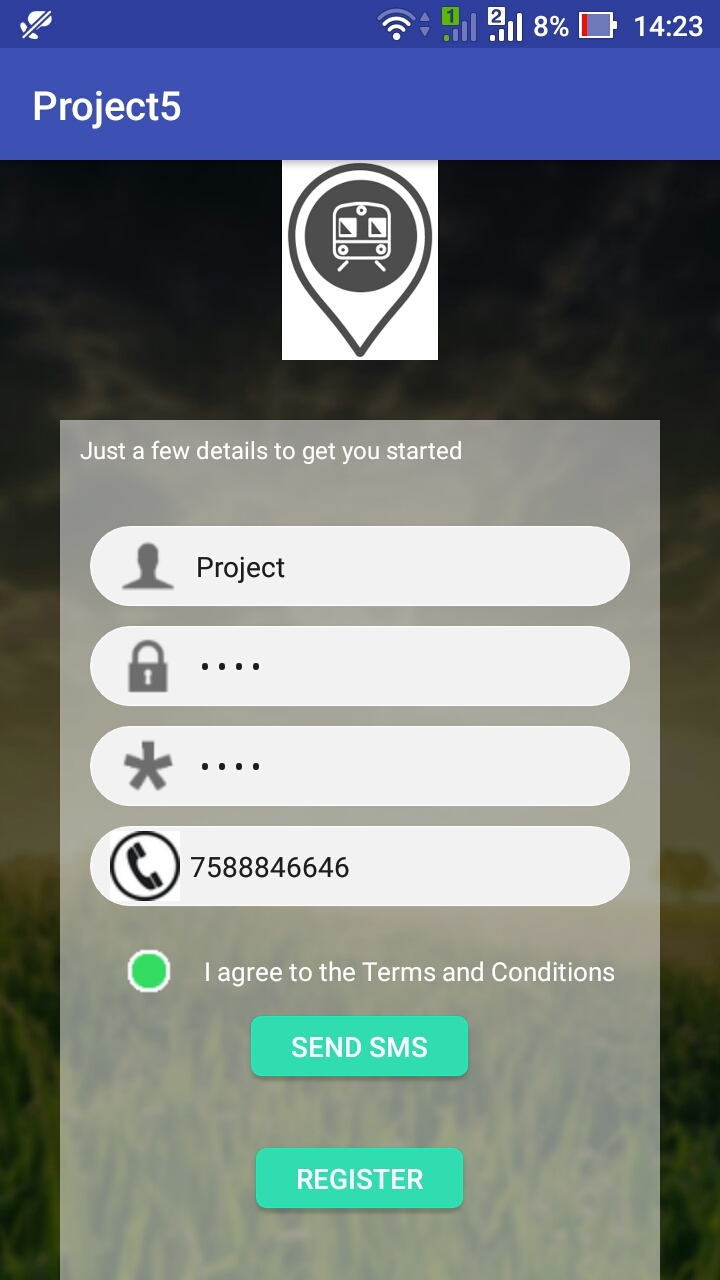 1 2 8% 14:23
Project5
Just a few details to get you started
Project
••••
••••
7588846646
I agree to the Terms and Conditions
SEND SMS
REGISTER